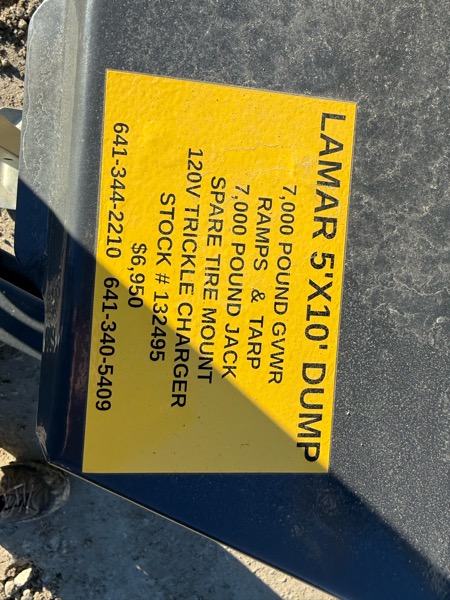 LAMAR 5'X10' DUMP
7,000 POUND GVWR
RAMPS & TARP
7,000 POUND JACK
SPARE TIRE MOUNT
120V TRICKLE CHARGER
STOCK # 132495
$6,950
641-344-2210 641-340-5409